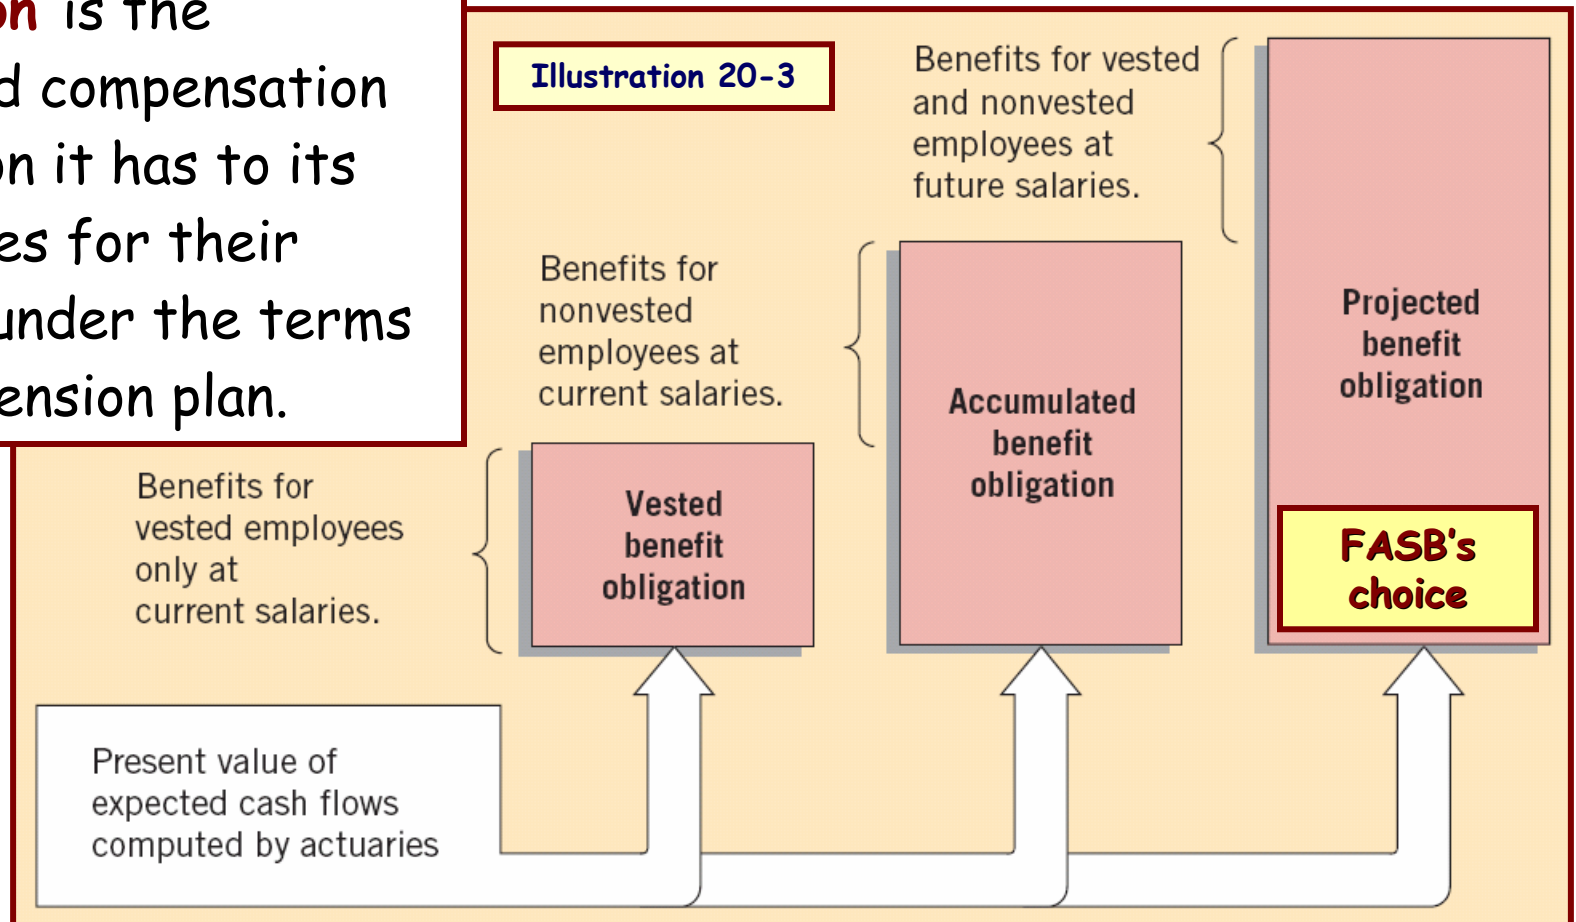 on is the
d compensation
on it has to its
es for their
under the terms
ension plan.
Illustration 20-3
Benefits for vested
and nonvested
employees at
future salaries.
Benefits for
nonvested
employees at
current salaries.
Benefits for
vested employees
only at
current salaries.
Vested
benefit
obligation
Accumulated
benefit
obligation
Projected
benefit
obligation
FASB's
choice
Present value of
expected cash flows
computed by actuaries